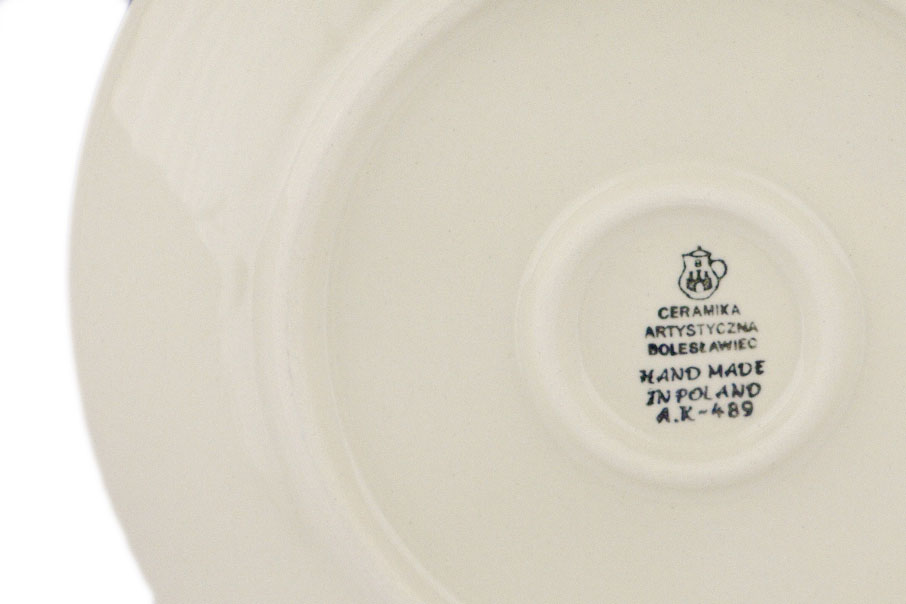 CERAMIKA
ARTYSTYCZNA
BOLESŁAWIEC
HAND MADE
IN POLAND
A.K-489